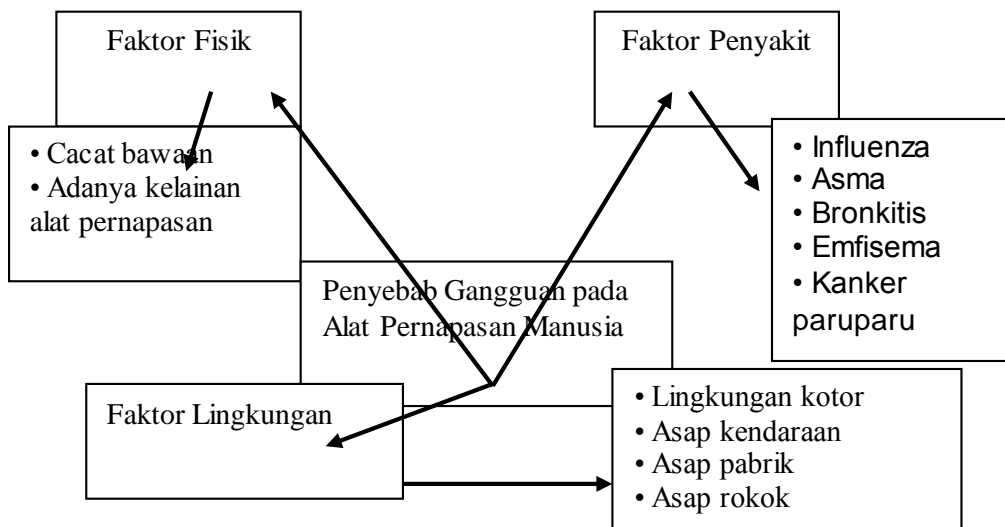 Faktor Fisik
Faktor Penyakit
• Cacat bawaan
• Adanya kelainan
alat pernapasan
• Influenza
• Asma
• Bronkitis
• Emfisema
• Kanker
paruparu
Penyebab Gangguan pada
Alat Pernapasan Manusia
Faktor Lingkungan
• Lingkungan kotor
• Asap kendaraan
• Asap pabrik
• Asap rokok